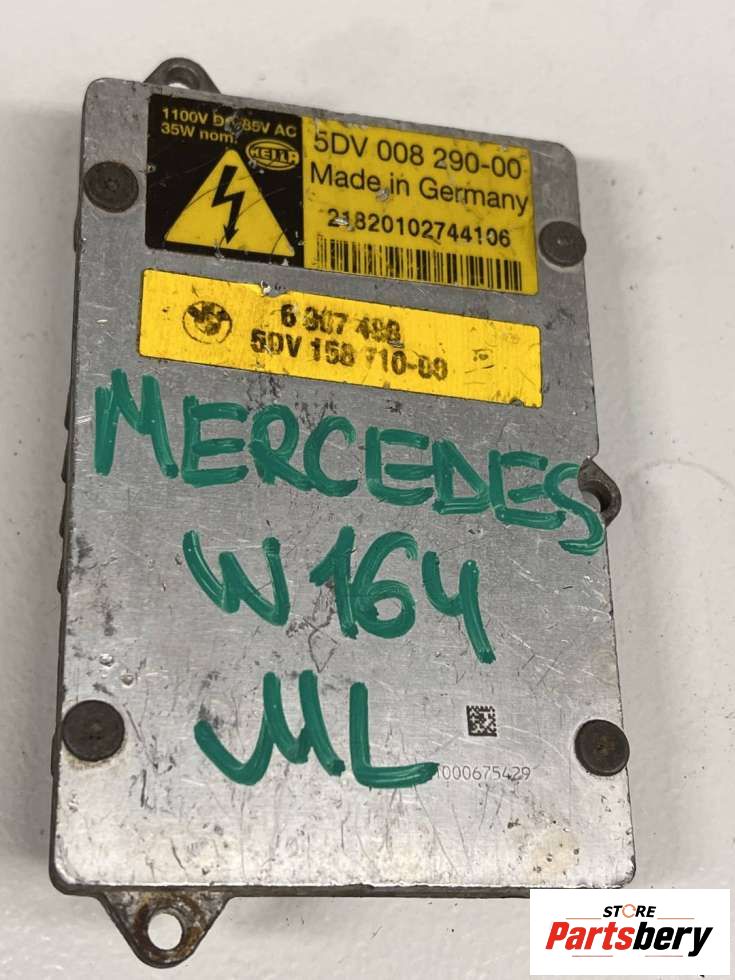 1100V DC/85V AC
35W nom.
HELLA
5DV 008 290-00
Made in Germany
21820102744106
6 907 488
5DV 158 710-00
MERCEDES
W164
ML
1000675429
STORE
Partsbery